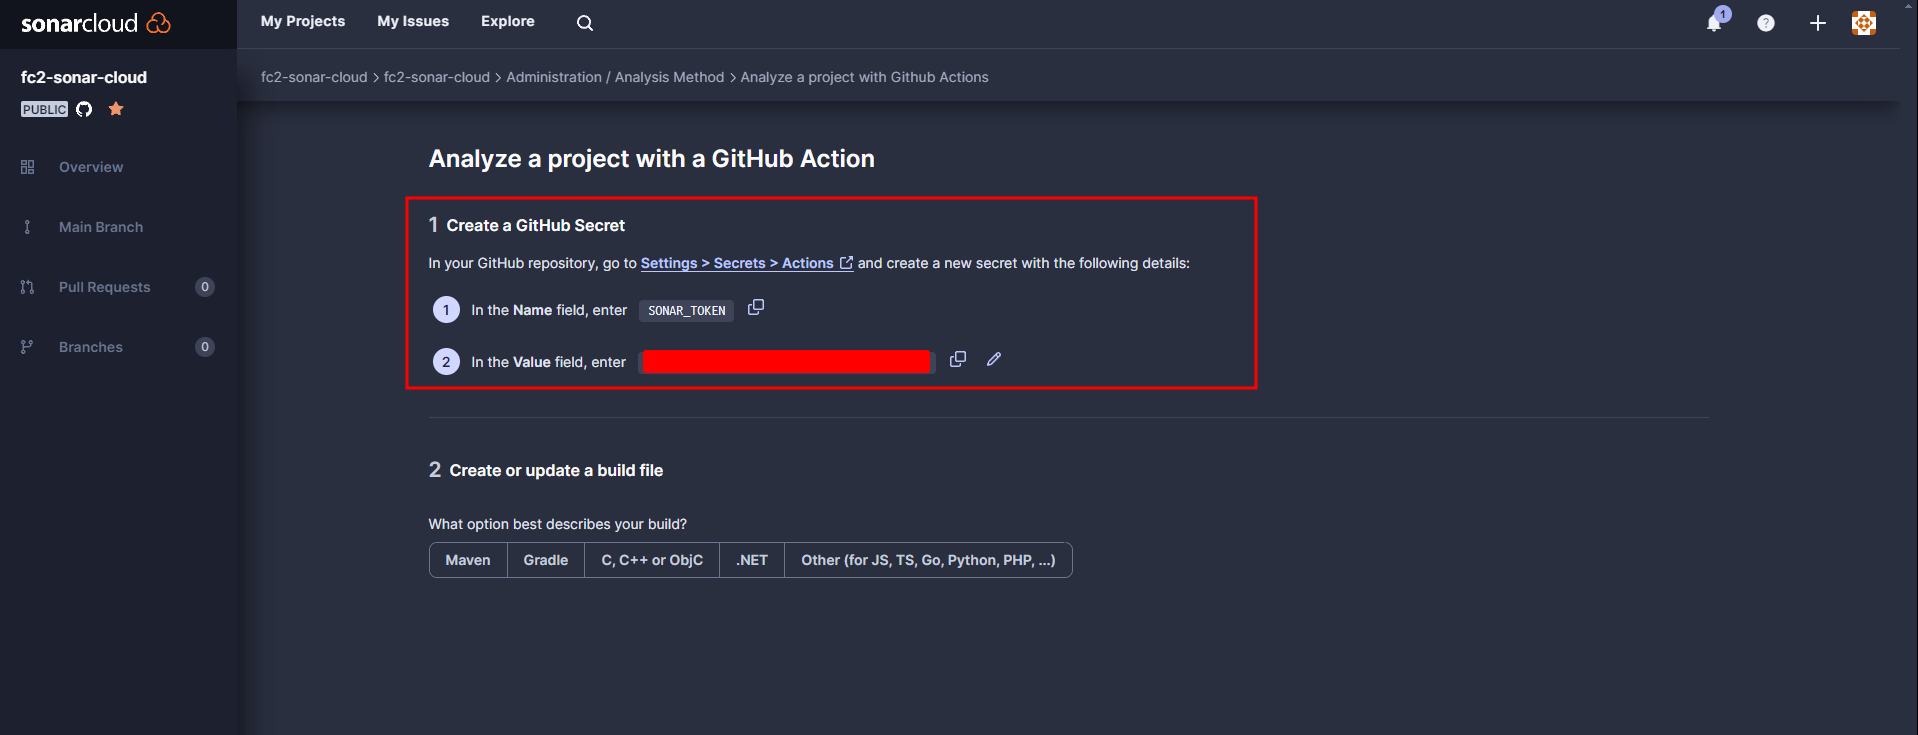 sonarcloud
My Projects My Issues Explore
1
?
fc2-sonar-cloud
PUBLIC
Overview
Main Branch
Pull Requests 0
Branches 0
fc2-sonar-cloud > fc2-sonar-cloud > Administration / Analysis Method > Analyze a project with Github Actions
Analyze a project with a GitHub Action
1 Create a GitHub Secret
In your GitHub repository, go to Settings > Secrets > Actions and create a new secret with the following details:
1 In the Name field, enter SONAR_TOKEN
2 In the Value field, enter
2 Create or update a build file
What option best describes your build?
Maven Gradle C, C++ or ObjC .NET Other (for JS, TS, Go, Python, PHP, ...)